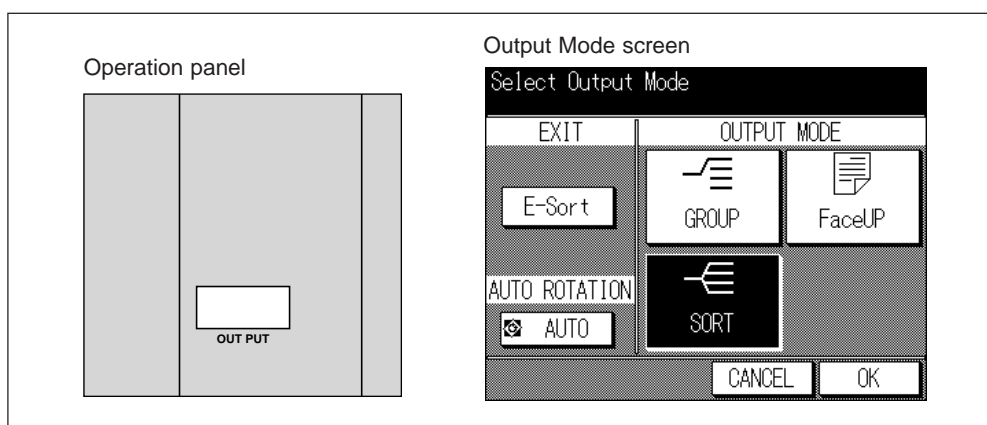 Operation panel
OUT PUT
Output Mode screen
Select Output Mode
EXIT
OUTPUT MODE
E-Sort
GROUP
FaceUP
AUTO ROTATION
AUTO
SORT
CANCEL
OK